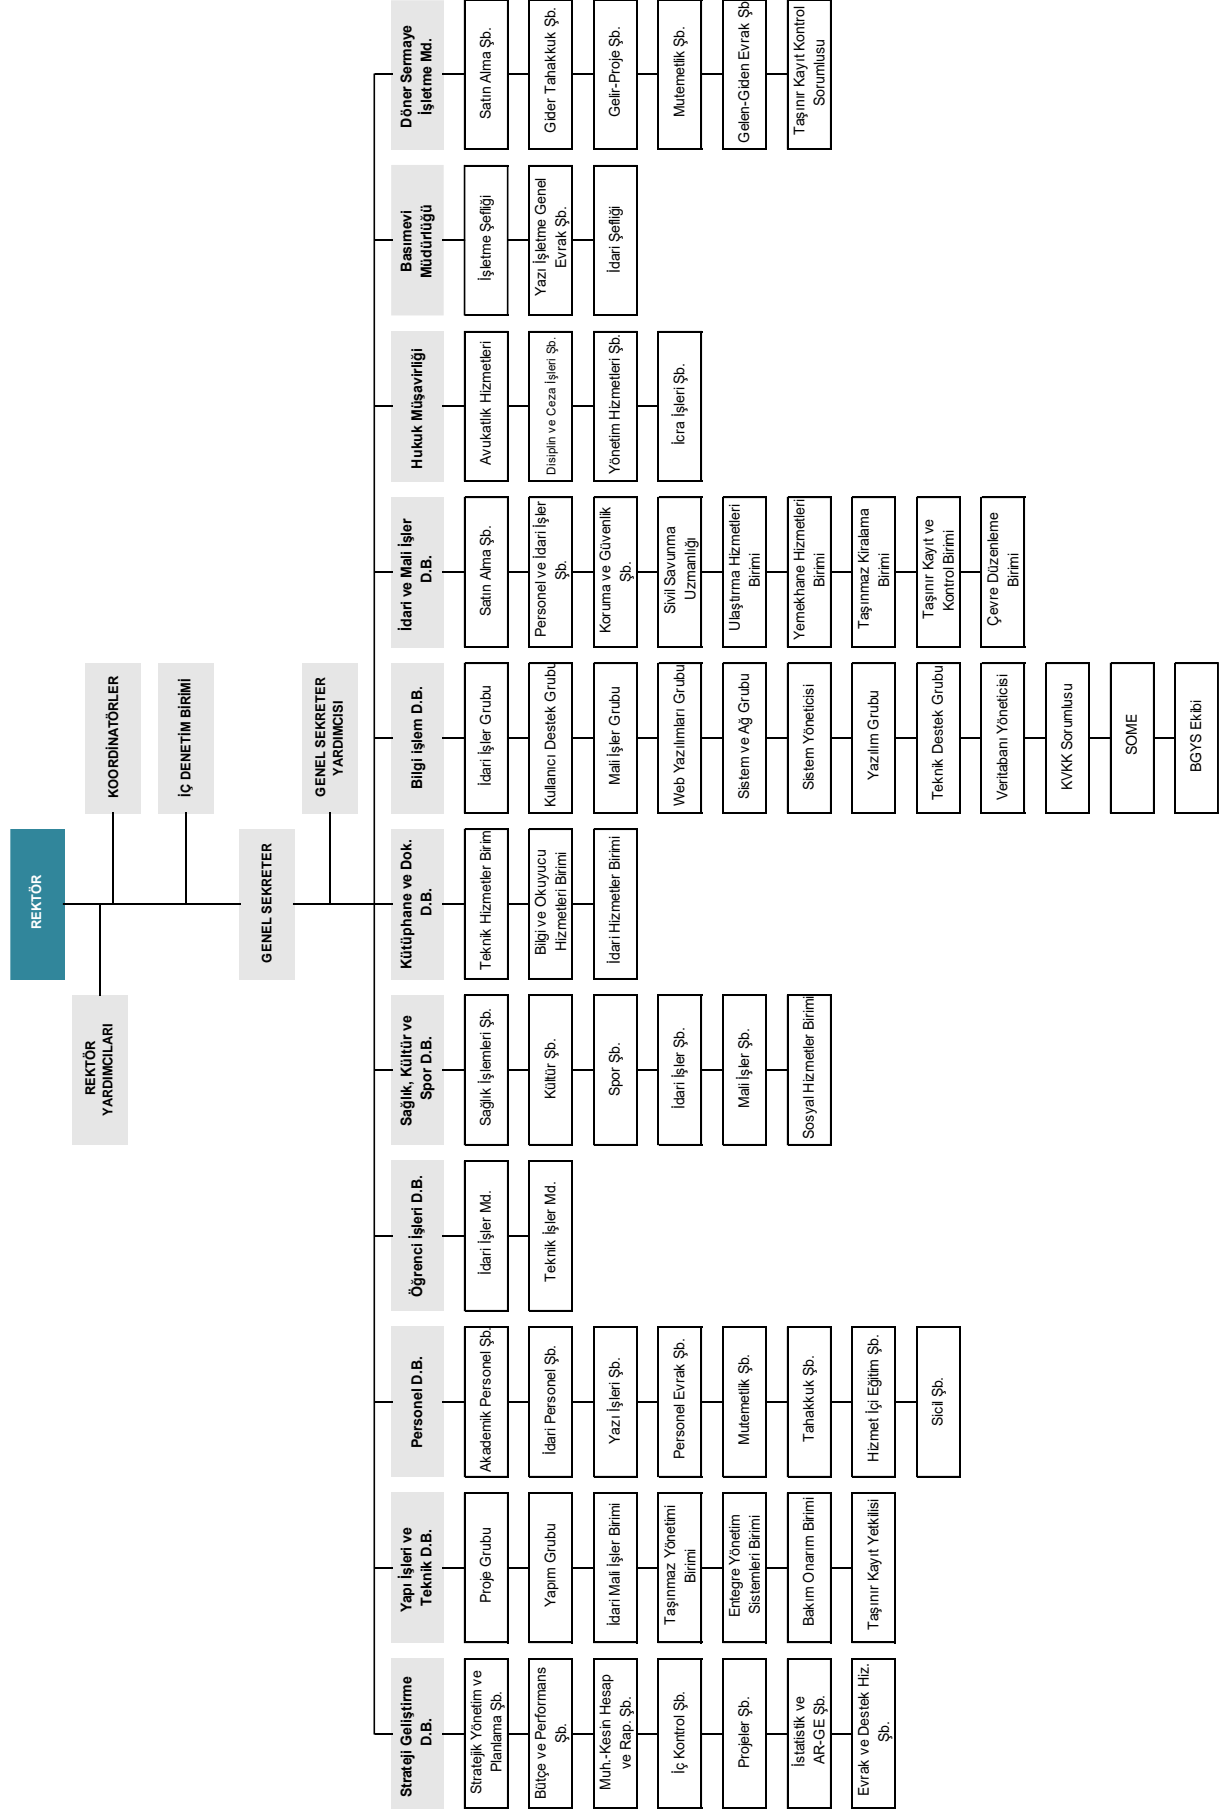 REKTÖR
REKTÖR
YARDIMCILARI
KOORDİNATÖRLER
İÇ DENETİM BİRİMİ
GENEL SEKRETER
GENEL SEKRETER
YARDIMCISI
Strateji Geliştirme
D.B.
Stratejik Yönetim ve
Planlama Şb.
Bütçe ve Performans
Şb.
Muh.-Kesin Hesap
ve Rap. Şb.
İç Kontrol Şb.
Projeler Şb.
İstatistik ve
AR-GE Şb.
Evrak ve Destek Hiz.
Şb.
Yapı İşleri ve
Teknik D.B.
Proje Grubu
Yapım Grubu
İdari Mali İşler Birimi
Taşınmaz Yönetimi
Birimi
Entegre Yönetim
Sistemleri Birimi
Bakım Onarım Birimi
Taşınır Kayıt Yetkilisi
Personel D.B.
Akademik Personel Şb.
İdari Personel Şb.
Yazı İşleri Şb.
Personel Evrak Şb.
Mutemetlik Şb.
Tahakkuk Şb.
Hizmet İçi Eğitim Şb.
Sicil Şb.
Öğrenci İşleri D.B.
İdari İşler Md.
Teknik İşler Md.
Sağlık, Kültür ve
Spor D.B.
Sağlık İşlemleri Şb.
Kültür Şb.
Spor Şb.
İdari İşler Şb.
Mali İşler Şb.
Sosyal Hizmetler Birimi
Kütüphane ve Dok.
D.B.
Teknik Hizmetler Birim
Bilgi ve Okuyucu
Hizmetleri Birimi
İdari Hizmetler Birimi
Bilgi işlem D.B.
İdari İşler Grubu
Kullanıcı Destek Grubu
Mali İşler Grubu
Web Yazılımları Grubu
Sistem ve Ağ Grubu
Sistem Yöneticisi
Yazılım Grubu
Teknik Destek Grubu
Veritabanı Yöneticisi
KVKK Sorumlusu
SOME
BGYS Ekibi
İdari ve Mali İşler
D.B.
Satın Alma Şb.
Personel ve İdari İşler
Şb.
Koruma ve Güvenlik
Şb.
Sivil Savunma
Uzmanlığı
Ulaştırma Hizmetleri
Birimi
Yemekhane Hizmetleri
Birimi
Taşınmaz Kiralama
Birimi
Taşınır Kayıt ve
Kontrol Birimi
Çevre Düzenleme
Birimi
Hukuk Müşavirliği
Avukatlık Hizmetleri
Disiplin ve Ceza İşleri Şb.
Yönetim Hizmetleri Şb.
İcra İşleri Şb.
Basımevi
Müdürlüğü
İşletme Şefliği
Yazı İşletme Genel
Evrak Şb.
İdari Şefliği
Döner Sermaye
İşletme Md.
Satın Alma Şb.
Gider Tahakkuk Şb.
Gelir-Proje Şb.
Mutemetlik Şb.
Gelen-Giden Evrak Şb
Taşınır Kayıt Kontrol
Sorumlusu